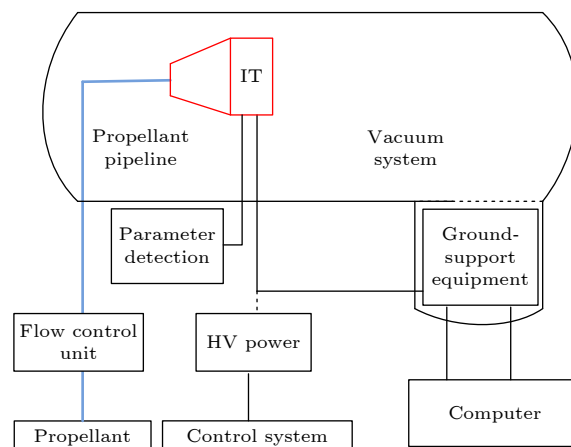 IT
Propellant
pipeline
Vacuum
system
Parameter
detection
Ground-
support
equipment
Flow control
unit
HV power
Propellant
Control system
Computer